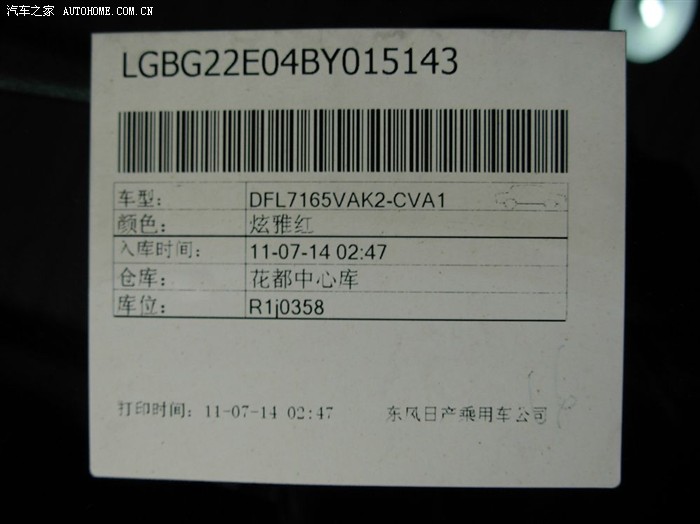 汽车之家 AUTOHOME.COM.CN
LGBG22E04BY015143
车型： DFL7165VAK2-CVA1
颜色： 炫雅红
入库时间： 11-07-14 02:47
仓库： 花都中心库
库位： R1j0358
打印时间： 11-07-14 02:47 东风日产乘用车公司